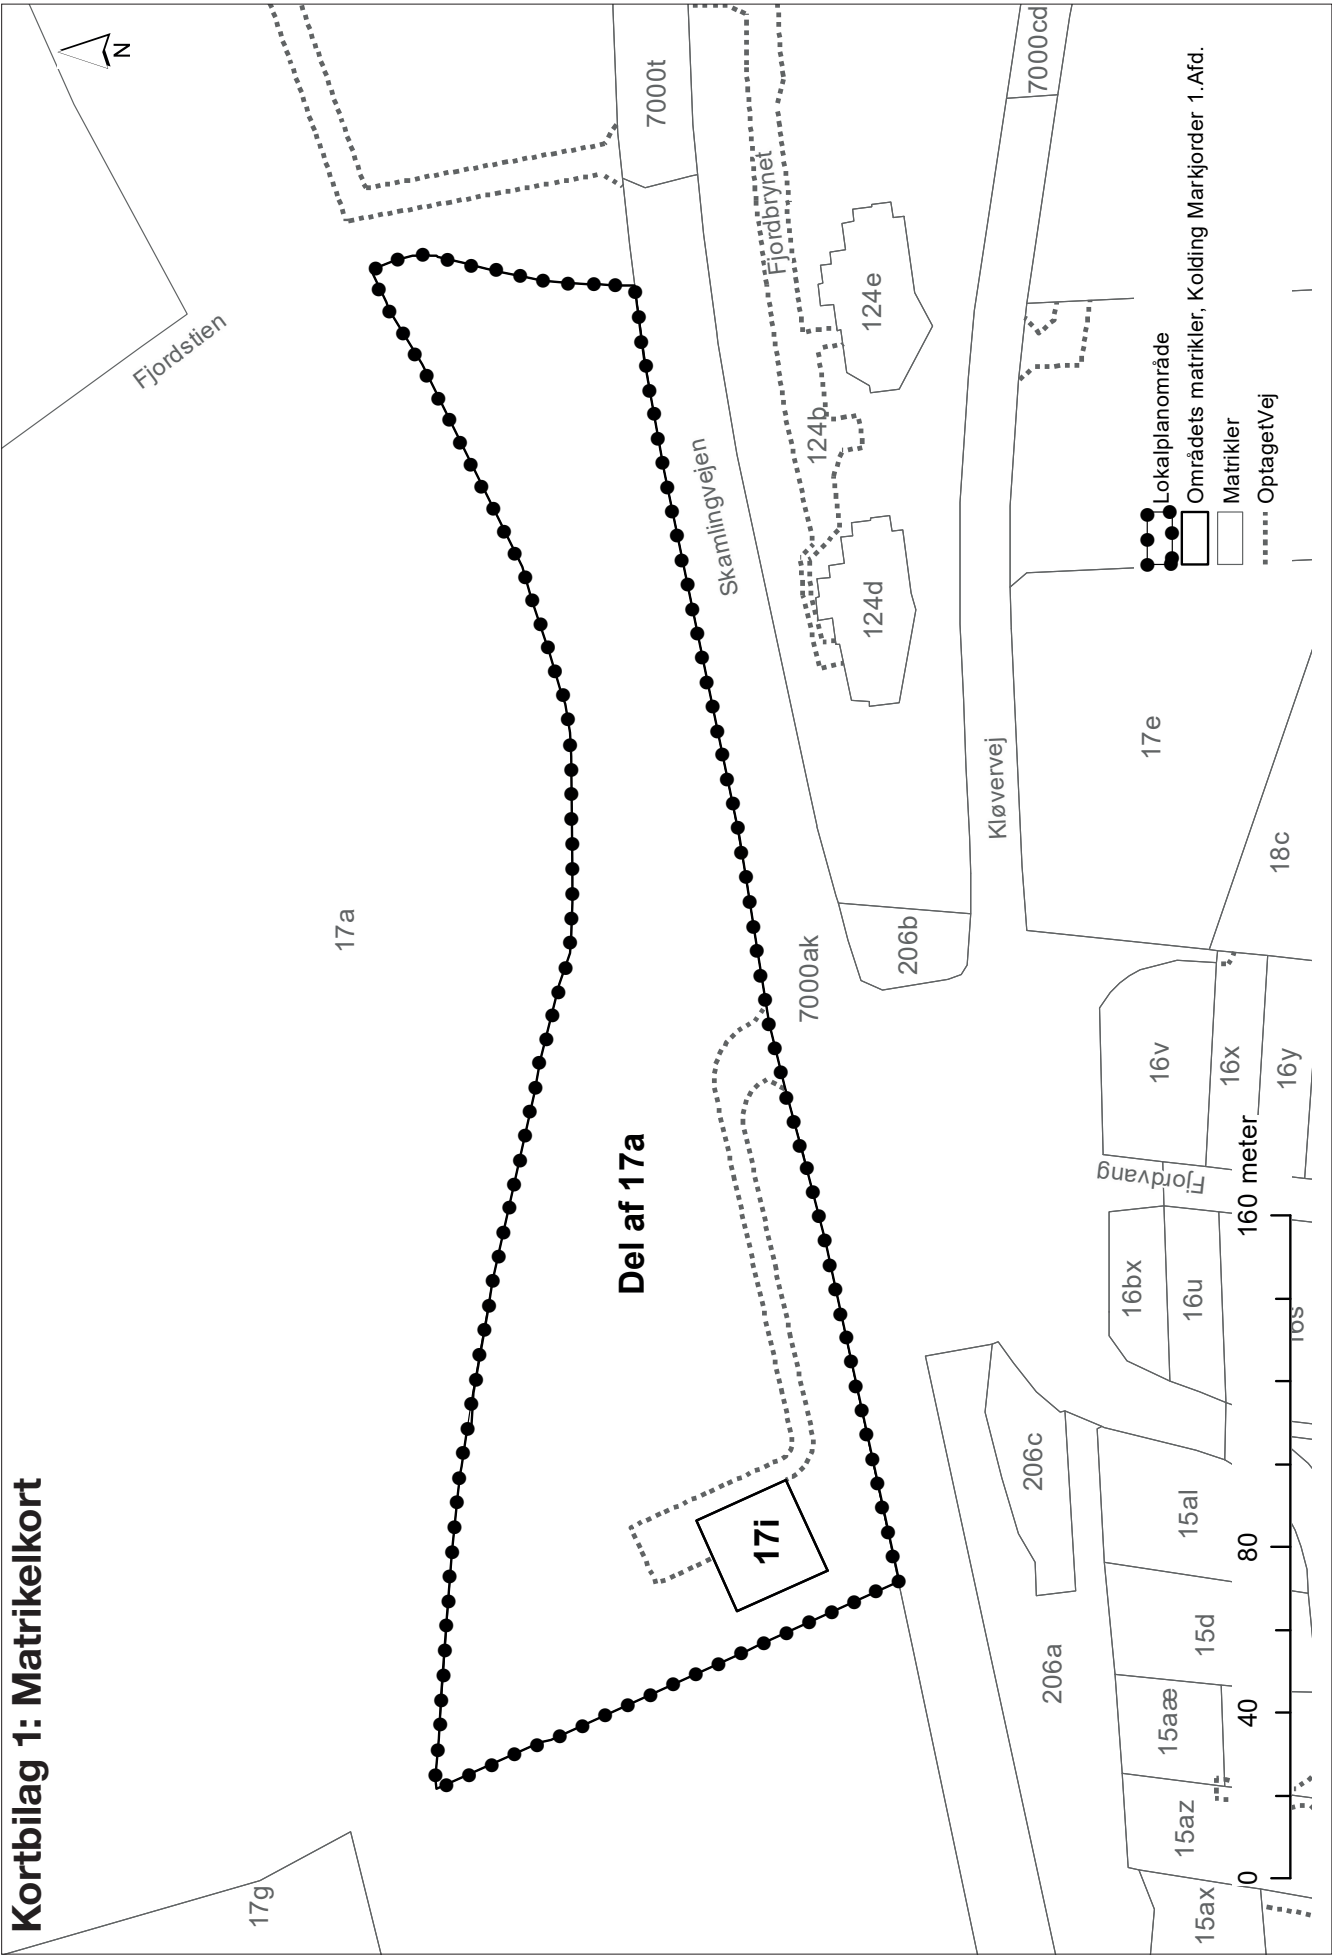 Kortbilag 1: Matrikelkort
N
17g
17a
Fjordstien
7000t
Del af 17a
17i
Skamlingvejen
Fjordbrynet
7000ak
124b
124d
124e
206b
Kløvervej
7000cd
206a
206c
17e
18c
16v
16x
16y
Fjordvang
16bx
16u
16s
15al
15d
15aæ
15az
15ax
Lokalplanområde
Områdets matrikler, Kolding Markjorder 1.Afd.
Matrikler
OptagetVej
0 40 80 160 meter